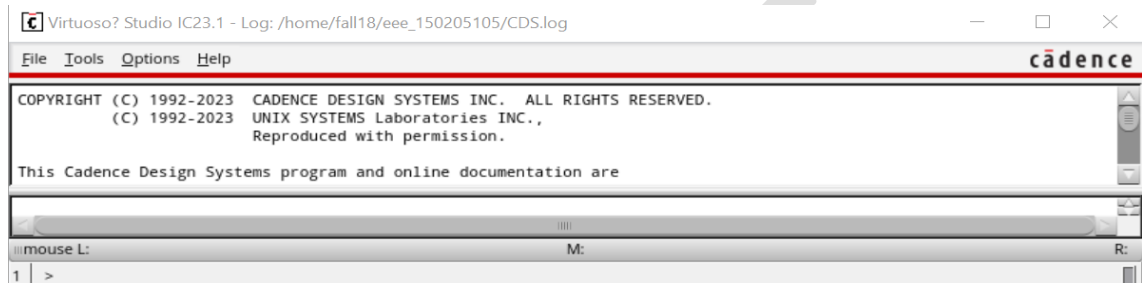 Virtuoso? Studio IC23.1 - Log: /home/fall18/eee_150205105/CDS.log
File Tools Options Help
cādence
COPYRIGHT (C) 1992-2023 CADENCE DESIGN SYSTEMS INC. ALL RIGHTS RESERVED.
(C) 1992-2023 UNIX SYSTEMS Laboratories INC.,
Reproduced with permission.
This Cadence Design Systems program and online documentation are
mouse L: M: R:
1 >